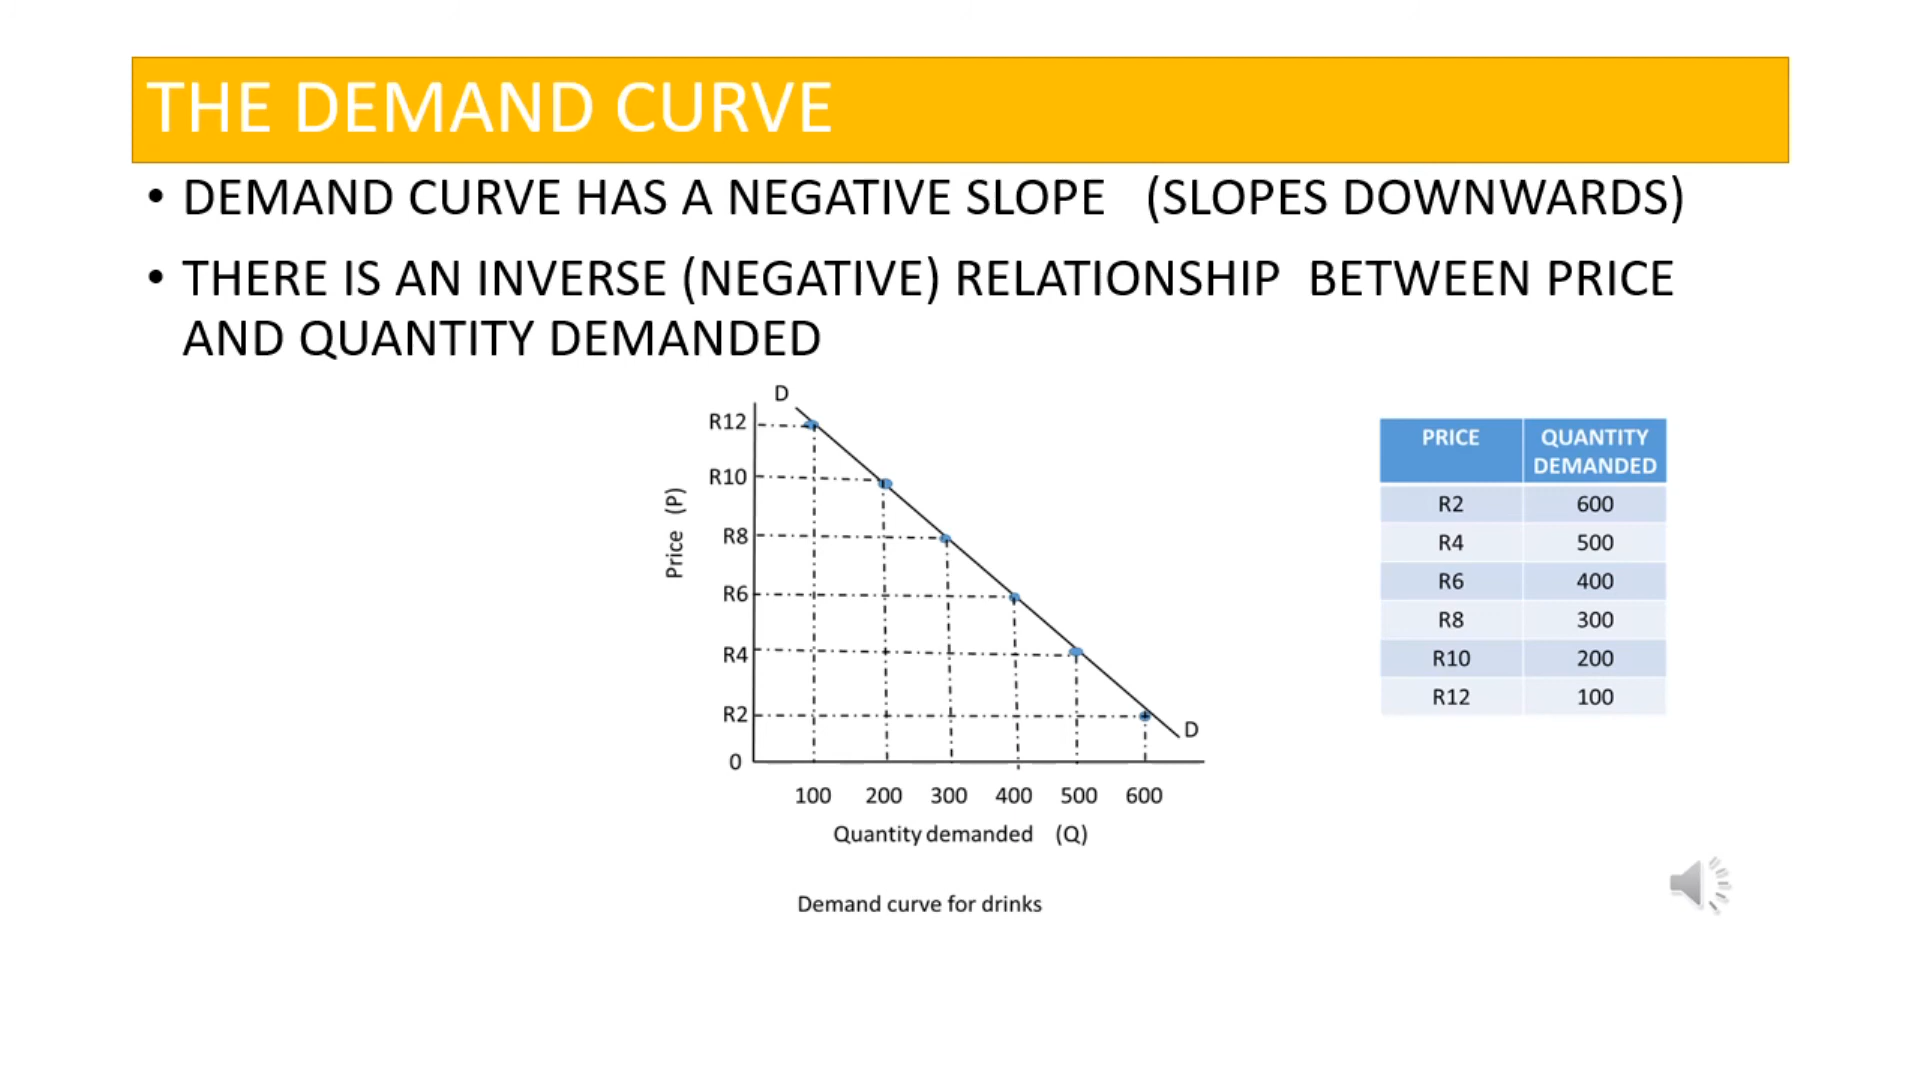 THE DEMAND CURVE
• DEMAND CURVE HAS A NEGATIVE SLOPE (SLOPES DOWNWARDS)
• THERE IS AN INVERSE (NEGATIVE) RELATIONSHIP BETWEEN PRICE
AND QUANTITY DEMANDED
D
R12
R10
R8
R6
R4
R2
0
Price (P)
D
100 200 300 400 500 600
Quantity demanded (Q)
Demand curve for drinks
PRICE QUANTITY
DEMANDED
R2 600
R4 500
R6 400
R8 300
R10 200
R12 100